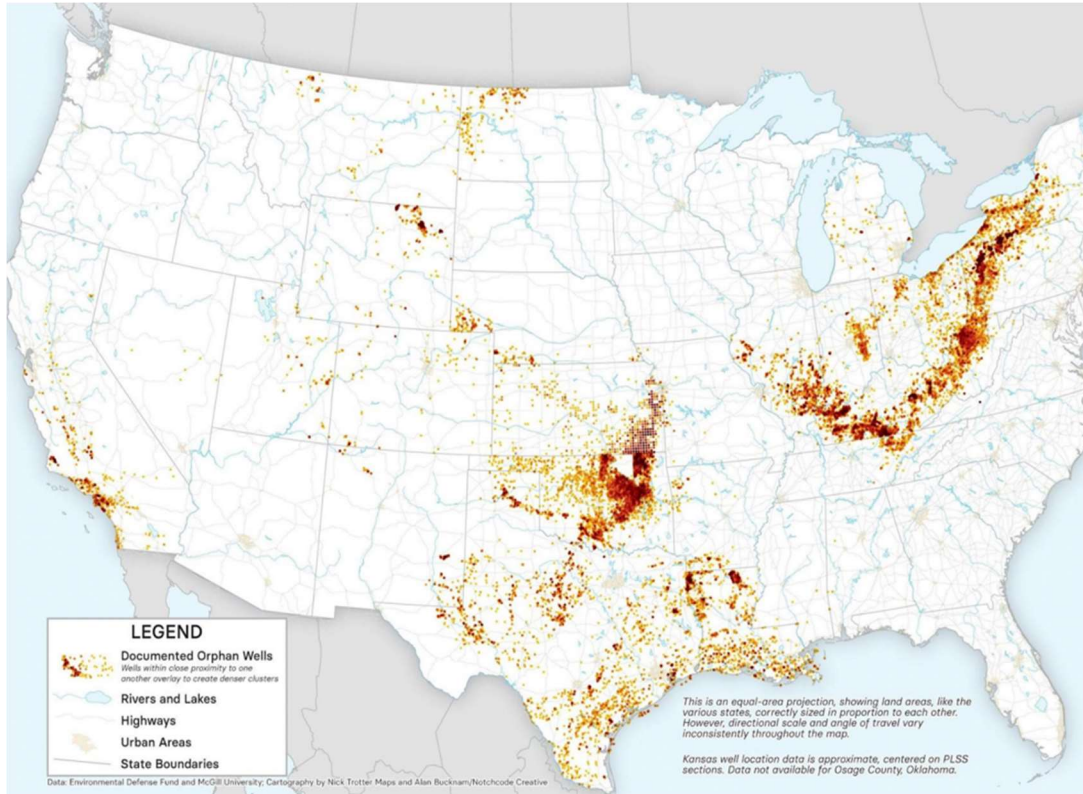 LEGEND
Documented Orphan Wells
Wells within close proximity to one
another overlay to create denser clusters
Rivers and Lakes
Highways
Urban Areas
State Boundaries
Data: Environmental Defense Fund and McGill University; Cartography by Nick Trotter Maps and Alan Bucknam/Notchcode Creative
This is an equal-area projection, showing land areas, like the
various states, correctly sized in proportion to each other.
However, directional scale and angle of travel vary
inconsistently throughout the map.
Kansas well location data is approximate, centered on PLSS
sections. Data not available for Osage County, Oklahoma.